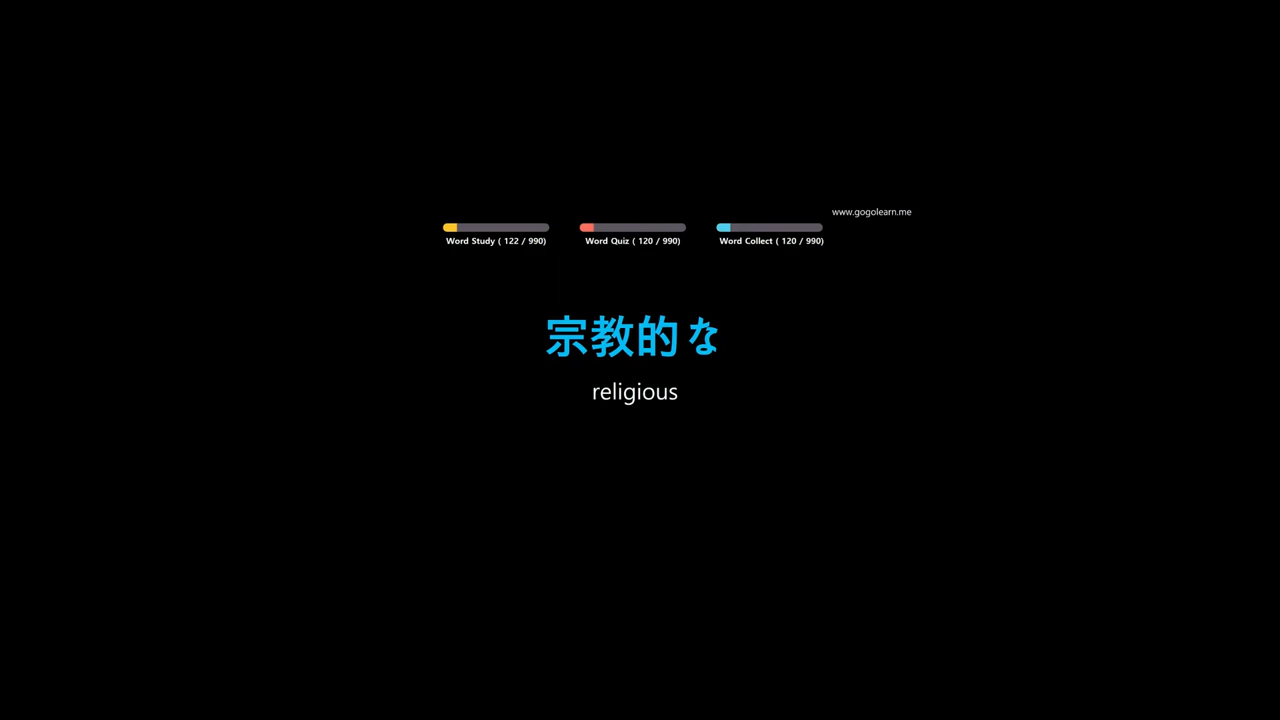 www.gogolearn.me
Word Study ( 122 / 990)
Word Quiz ( 120 / 990)
Word Collect ( 120 / 990)
宗教的な
religious